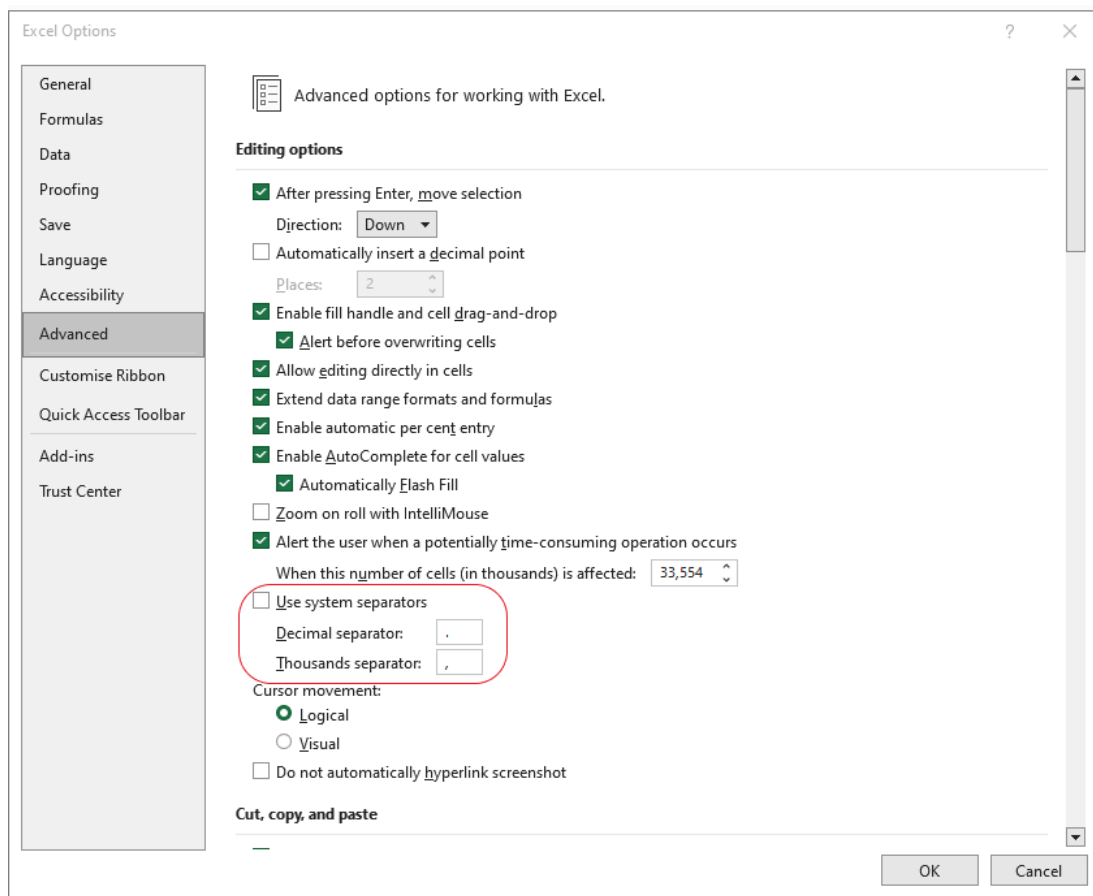 Excel Options
?
General
Formulas
Data
Proofing
Save
Language
Accessibility
Advanced
Customise Ribbon
Quick Access Toolbar
Add-ins
Trust Center
Advanced options for working with Excel.
Editing options
After pressing Enter, move selection
Direction: Down
Automatically insert a decimal point
Places: 2
Enable fill handle and cell drag-and-drop
Alert before overwriting cells
Allow editing directly in cells
Extend data range formats and formulas
Enable automatic per cent entry
Enable AutoComplete for cell values
Automatically Flash Fill
Zoom on roll with IntelliMouse
Alert the user when a potentially time-consuming operation occurs
When this number of cells (in thousands) is affected: 33,554
Use system separators
Decimal separator: .
Thousands separator: ,
Cursor movement:
Logical
Visual
Do not automatically hyperlink screenshot
Cut, copy, and paste
OK Cancel